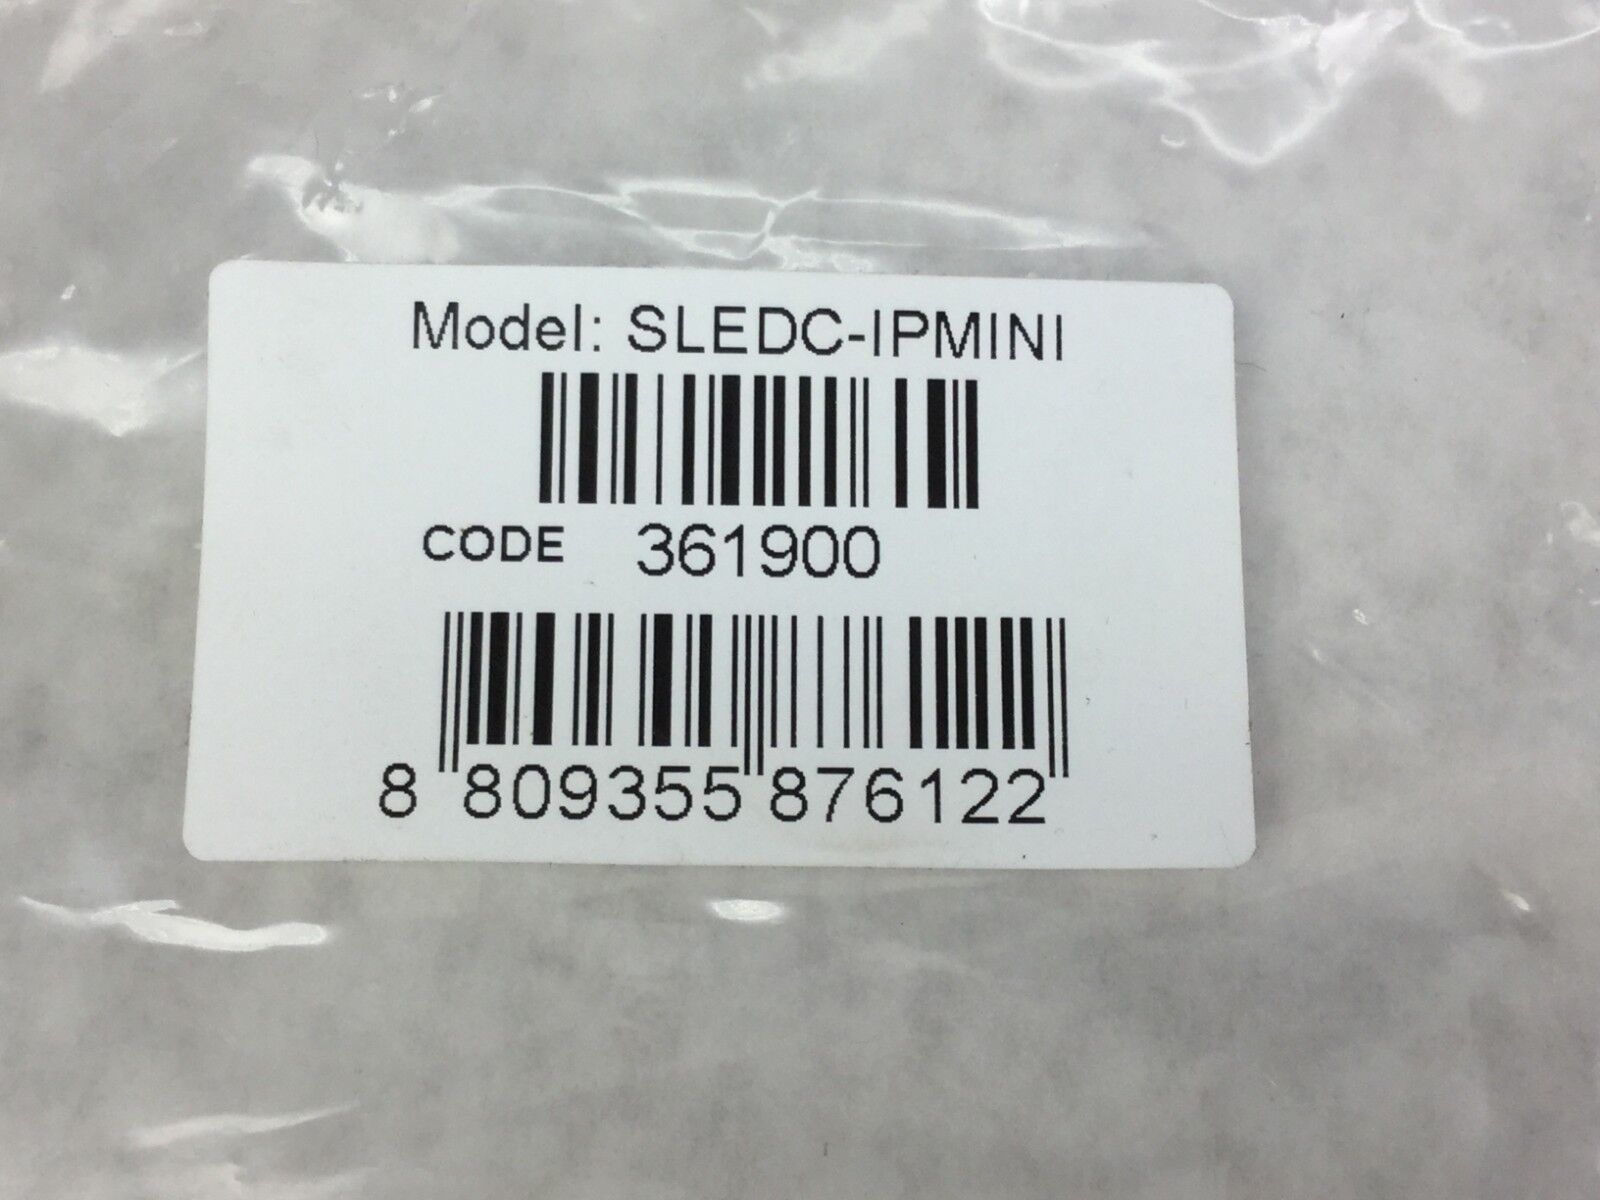 Model: SLEDC-IPMINI
CODE 361900
8 809355 876122